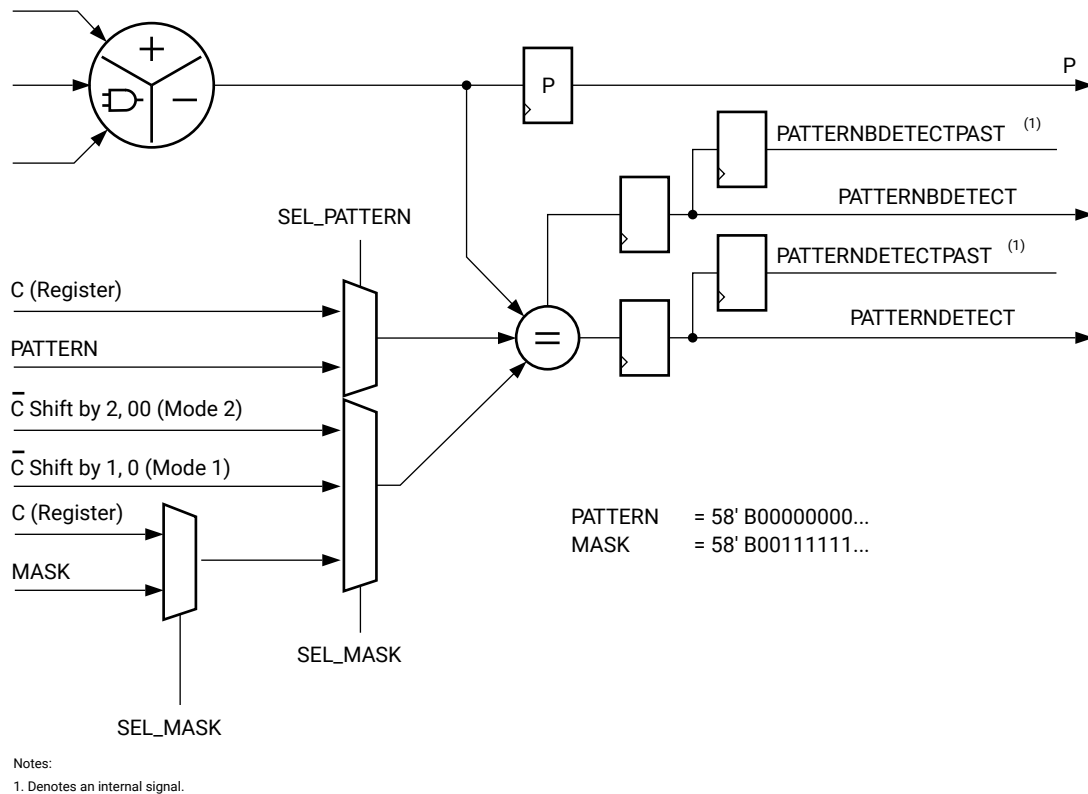 P
P
PATTERNBDETECTPAST (1)
PATTERNBDETECT
SEL_PATTERN
PATTERNDETECTPAST (1)
C (Register)
PATTERNDETECT
PATTERN
C̅ Shift by 2, 00 (Mode 2)
C̅ Shift by 1, 0 (Mode 1)
C (Register)
PATTERN = 58' B00000000...
MASK = 58' B00111111...
MASK
SEL_MASK
SEL_MASK
Notes:
1. Denotes an internal signal.